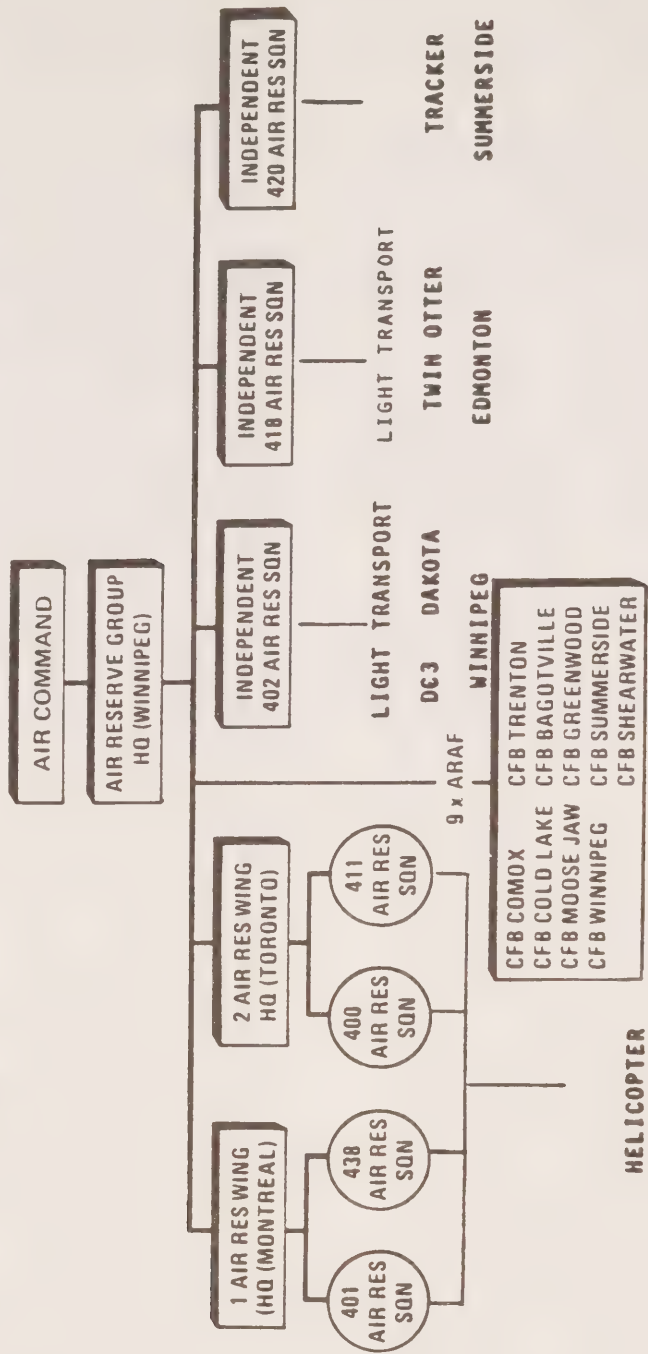 AIR COMMAND
AIR RESERVE GROUP
HQ (WINNIPEG)
1 AIR RES WING
(HQ (MONTREAL)
2 AIR RES WING
HQ (TORONTO)
INDEPENDENT
402 AIR RES SQN
INDEPENDENT
418 AIR RES SQN
INDEPENDENT
420 AIR RES SQN
401
AIR RES
SQN
438
AIR RES
SQN
400
AIR RES
SQN
411
AIR RES
SQN
LIGHT TRANSPORT
DC3 DAKOTA
WINNIPEG
LIGHT TRANSPORT
TWIN OTTER
EDMONTON
TRACKER
SUMMERSIDE
9 x ARAF
CFB COMOX CFB TRENTON
CFB COLD LAKE CFB BAGOTVILLE
CFB MOOSE JAW CFB GREENWOOD
CFB WINNIPEG CFB SUMMERSIDE
CFB SHEARWATER
HELICOPTER